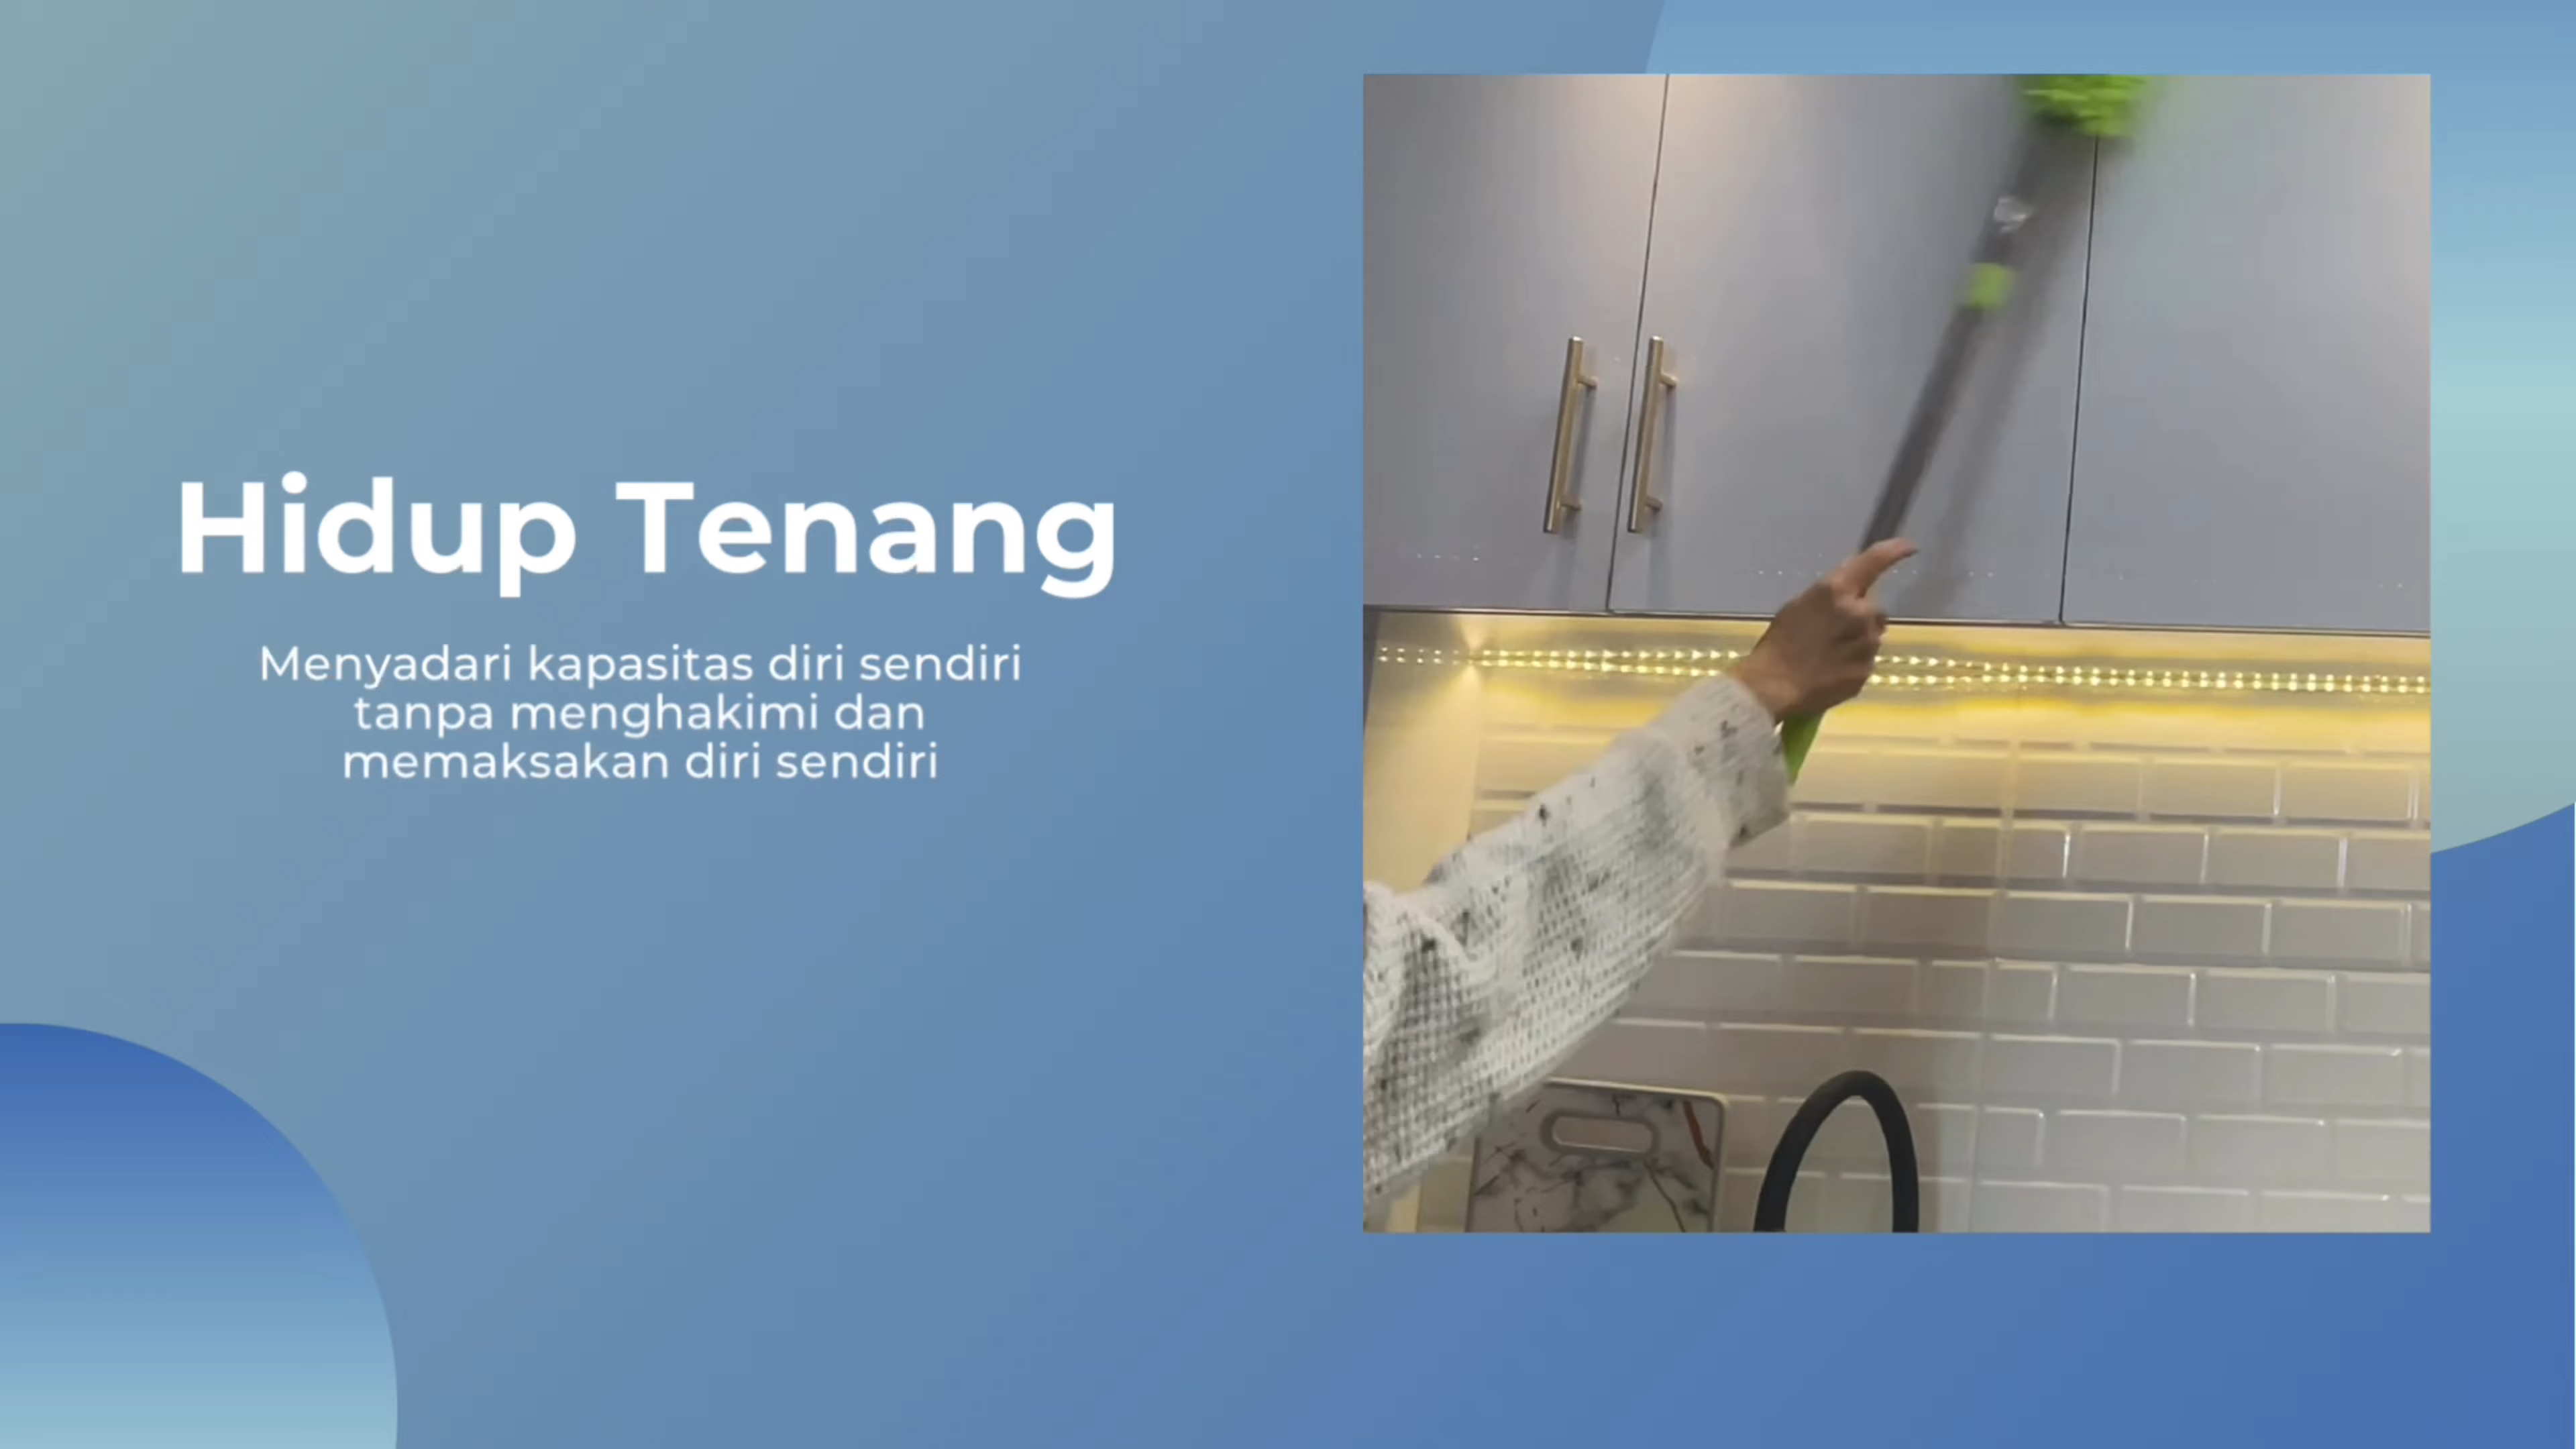 Hidup Tenang
Menyadari kapasitas diri sendiri
tanpa menghakimi dan
memaksakan diri sendiri